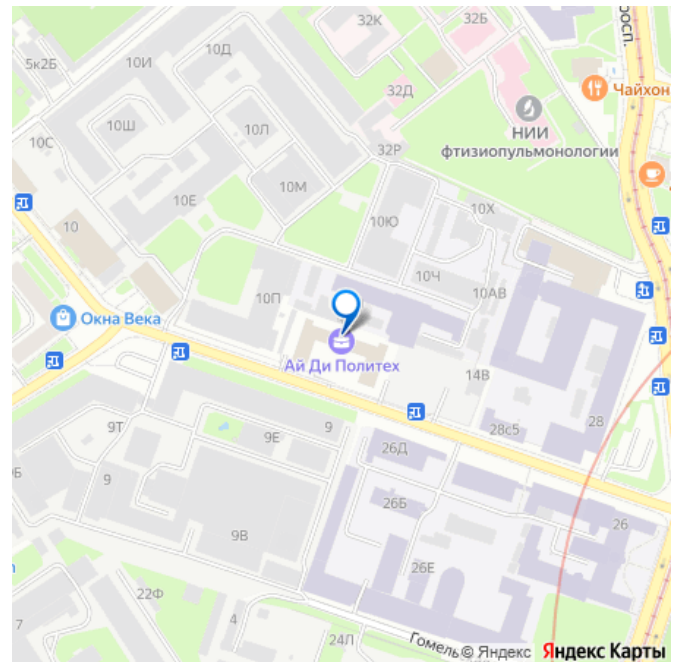 32К
32Б
росп.
5к2Б
10И
10Д
32Д
Чайхон
10Ш
10Л
НИИ
фтизиопульмонологии
10С
32Р
10Е
10М
10Х
10Ю
10
10Ч
10П
10АВ
Окна Века
Ай Ди Политех
14В
28
28с5
9Т
9Е
9
26Д
9
26Б
26
9В
26Е
22Ф
4
7
24Л
Гомель
© Яндекс
Яндекс Карты